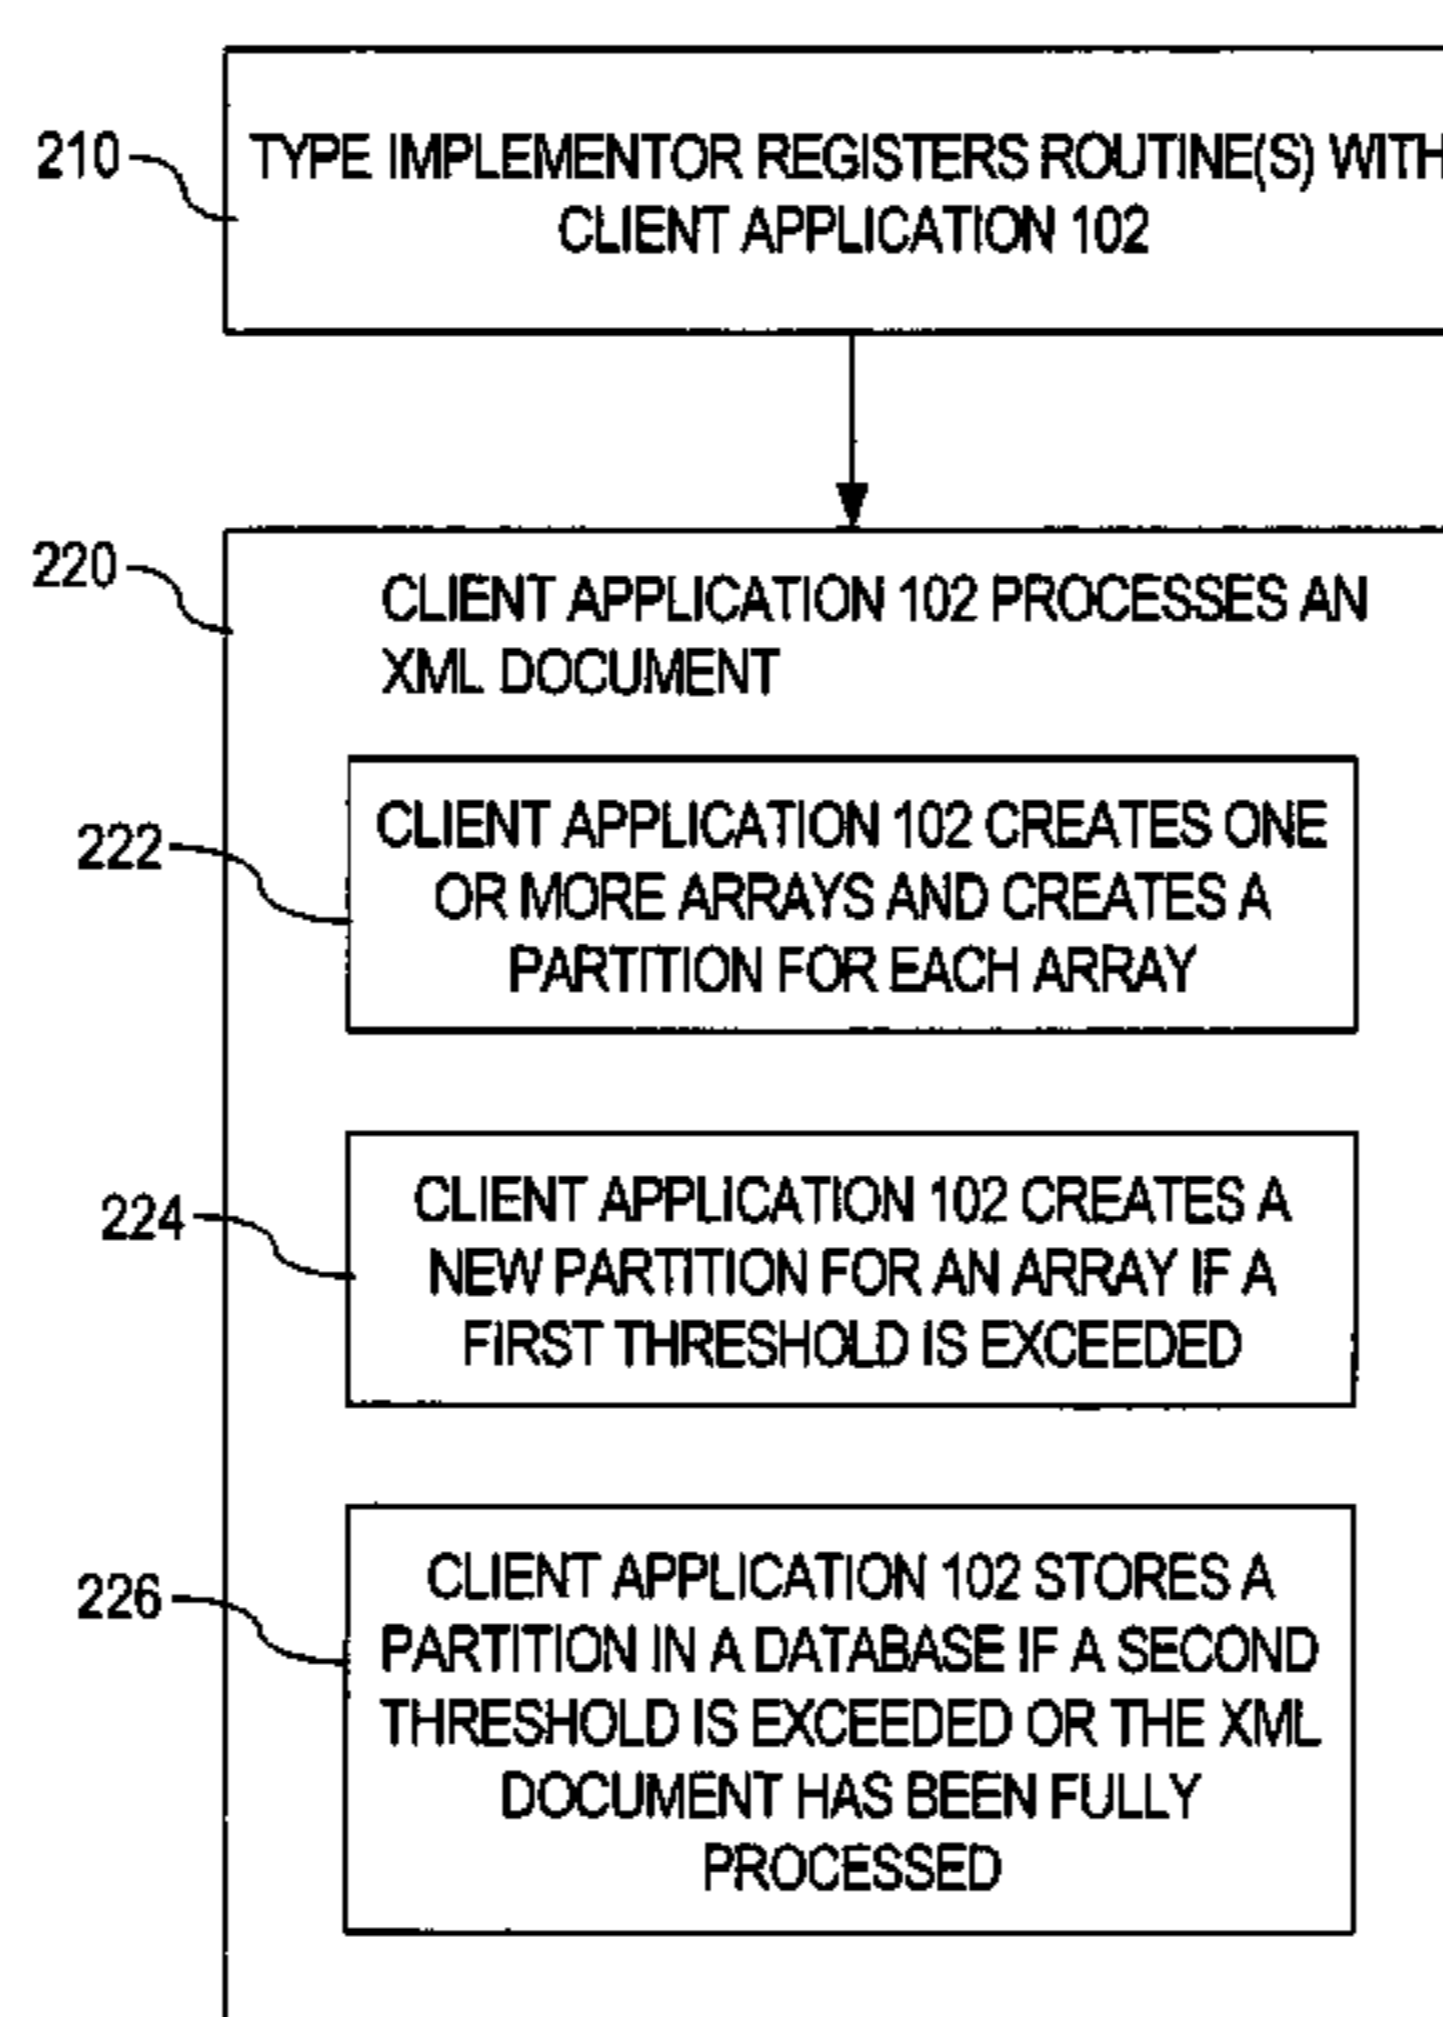 210
TYPE IMPLEMENTOR REGISTERS ROUTINE(S) WITH
CLIENT APPLICATION 102
220
CLIENT APPLICATION 102 PROCESSES AN
XML DOCUMENT
222
CLIENT APPLICATION 102 CREATES ONE
OR MORE ARRAYS AND CREATES A
PARTITION FOR EACH ARRAY
224
CLIENT APPLICATION 102 CREATES A
NEW PARTITION FOR AN ARRAY IF A
FIRST THRESHOLD IS EXCEEDED
226
CLIENT APPLICATION 102 STORES A
PARTITION IN A DATABASE IF A SECOND
THRESHOLD IS EXCEEDED OR THE XML
DOCUMENT HAS BEEN FULLY
PROCESSED